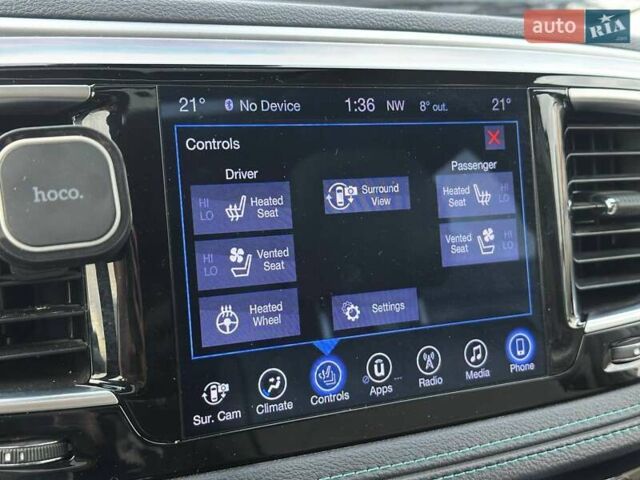 auto RIA
21° No Device 1:36 NW 8° out. 21°
Controls
Driver
Passenger
HI
LO
Heated
Seat
Surround
View
Heated
Seat
HI
LO
HI
LO
Vented
Seat
Vented
Seat
HI
LO
Heated
Wheel
Settings
Sur. Cam
Climate
Controls
Apps
Radio
Media
Phone
hoco.